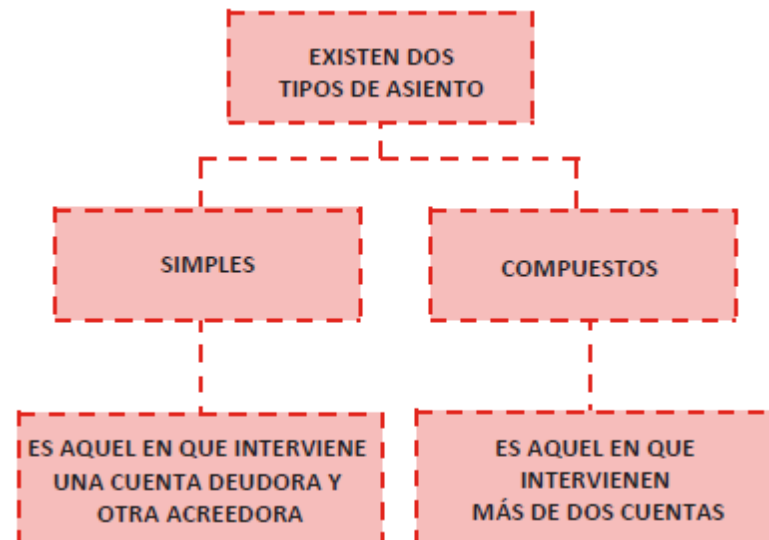 EXISTEN DOS
TIPOS DE ASIENTO
SIMPLES
COMPUESTOS
ES AQUEL EN QUE INTERVIENE
UNA CUENTA DEUDORA Y
OTRA ACREEDORA
ES AQUEL EN QUE
INTERVIENEN
MÁS DE DOS CUENTAS